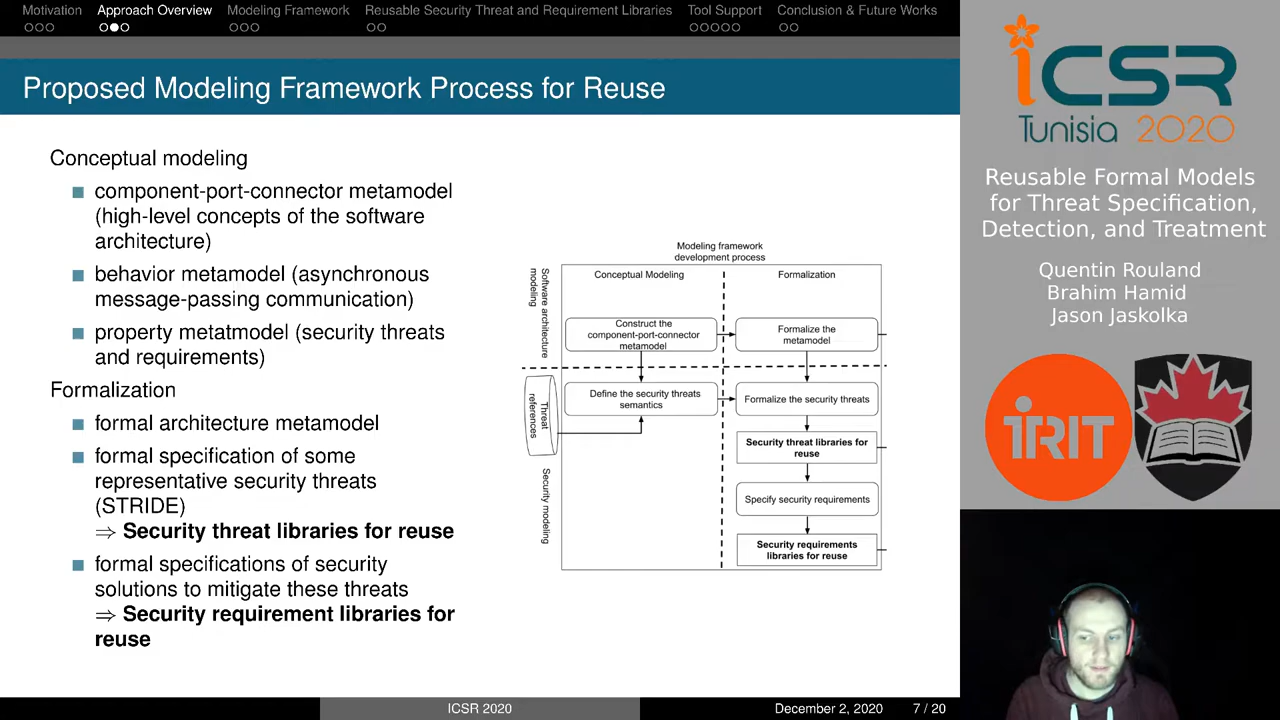 Motivation
Approach Overview
Modeling Framework
Reusable Security Threat and Requirement Libraries
Tool Support
Conclusion & Future Works
Proposed Modeling Framework Process for Reuse
Conceptual modeling
component-port-connector metamodel
(high-level concepts of the software
architecture)
behavior metamodel (asynchronous
message-passing communication)
property metatmodel (security threats
and requirements)
Formalization
formal architecture metamodel
formal specification of some
representative security threats
(STRIDE)
⇒ Security threat libraries for reuse
formal specifications of security
solutions to mitigate these threats
⇒ Security requirement libraries for
reuse
Modeling framework
development process
Conceptual Modeling
Formalization
Software architecture
modeling
Construct the
component-port-connector
metamodel
Formalize the
metamodel
Threat
references
Define the security threats
semantics
Formalize the security threats
Security threat libraries for
reuse
Security modeling
Specify security requirements
Security requirements
libraries for reuse
ICSR 2020
December 2, 2020
7 / 20
iCSR
Tunisia 2020
Reusable Formal Models
for Threat Specification,
Detection, and Treatment
Quentin Rouland
Brahim Hamid
Jason Jaskolka
iRIT